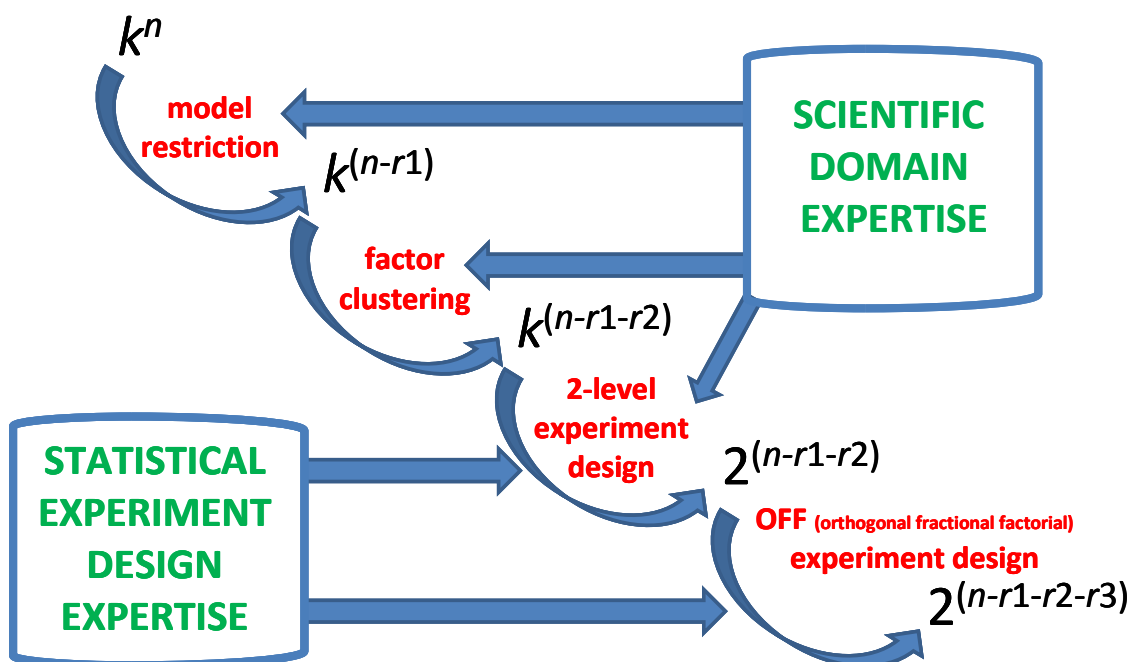 kⁿ
model
restriction
k⁽ⁿ⁻ʳ¹⁾
SCIENTIFIC
DOMAIN
EXPERTISE
factor
clustering
k⁽ⁿ⁻ʳ¹⁻ʳ²⁾
2-level
experiment
design
2⁽ⁿ⁻ʳ¹⁻ʳ²⁾
STATISTICAL
EXPERIMENT
DESIGN
EXPERTISE
OFF (orthogonal fractional factorial)
experiment design
2⁽ⁿ⁻ʳ¹⁻ʳ²⁻ʳ³⁾